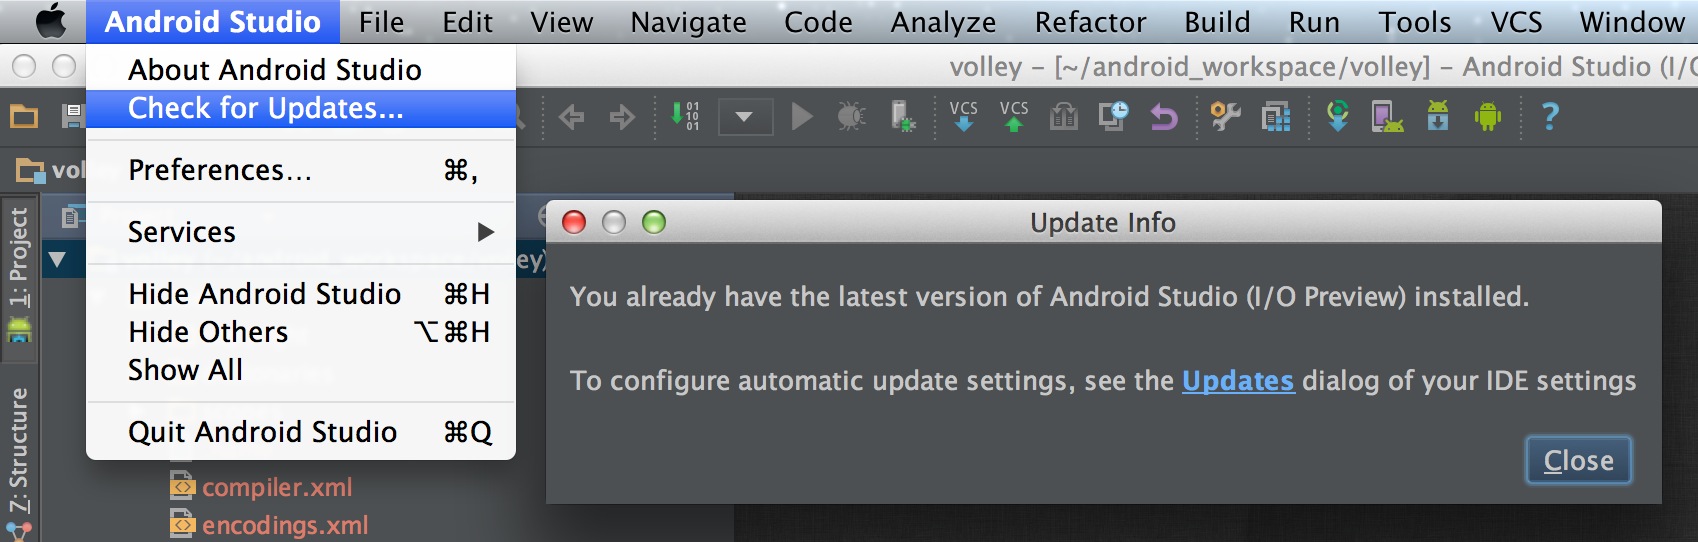 Android Studio File Edit View Navigate Code Analyze Refactor Build Run Tools VCS Window
volley – [~/android_workspace/volley] – Android Studio (I/O
About Android Studio
Check for Updates...
VCS VCS ?
Preferences... ⌘,
Services ▶
Hide Android Studio ⌘H
Hide Others ⌥⌘H
Show All
Quit Android Studio ⌘Q
1: Project
Z: Structure
compiler.xml
encodings.xml
Update Info
You already have the latest version of Android Studio (I/O Preview) installed.
To configure automatic update settings, see the Updates dialog of your IDE settings
Close